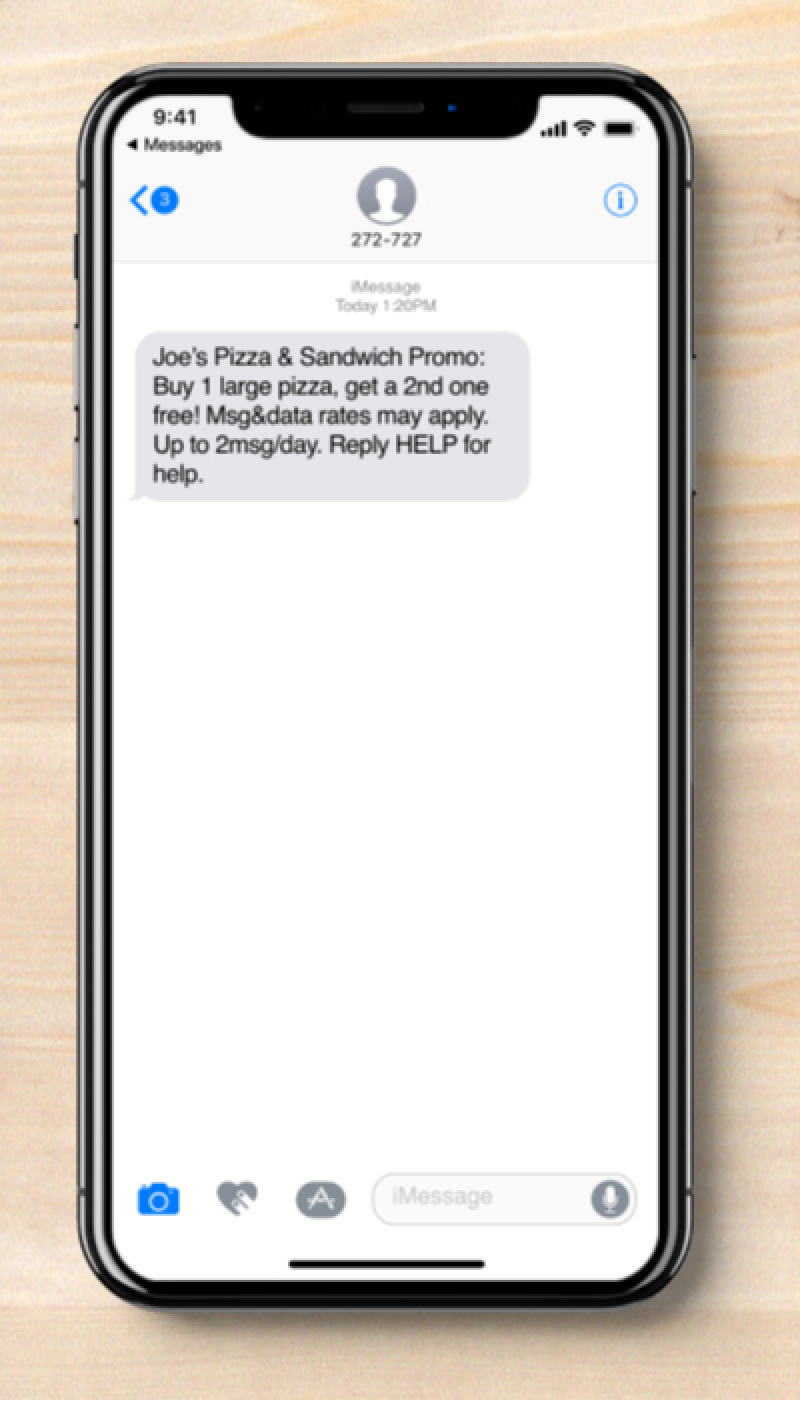 9:41
Messages
3
272-727
iMessage
Today 1:20PM
Joe's Pizza & Sandwich Promo:
Buy 1 large pizza, get a 2nd one
free! Msg&data rates may apply.
Up to 2msg/day. Reply HELP for
help.
iMessage